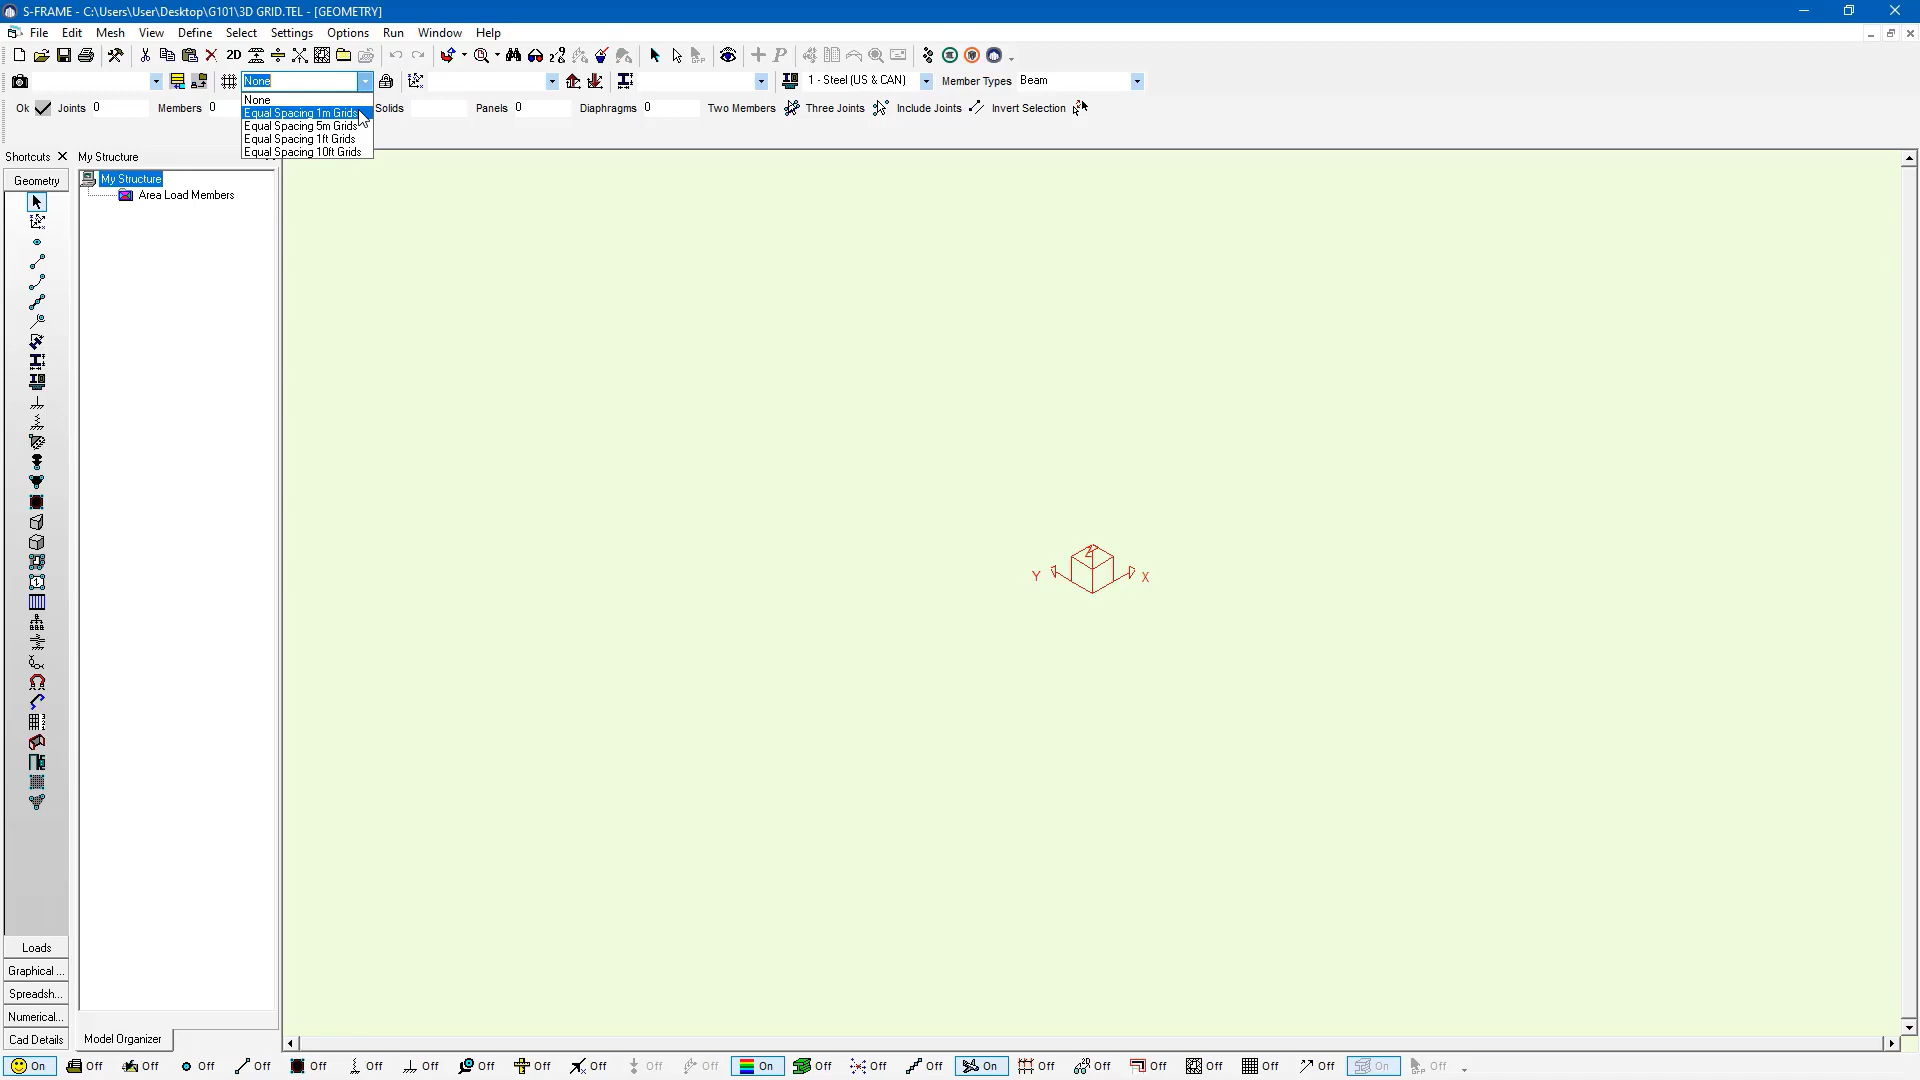 S-FRAME - C:\Users\User\Desktop\G101\3D GRID.TEL - [GEOMETRY]
File Edit Mesh View Define Select Settings Options Run Window Help
2D
None 1 - Steel (US & CAN) Member Types Beam
None
Ok Joints 0 Members 0 Solids Panels 0 Diaphragms 0 Two Members Three Joints Include Joints Invert Selection
Equal Spacing 1m Grids
Equal Spacing 5m Grids
Equal Spacing 1ft Grids
Equal Spacing 10ft Grids
Shortcuts My Structure
Geometry
My Structure
Area Load Members
Z
Y X
Loads
Graphical ...
Spreadsh...
Numerical...
Cad Details
Model Organizer
On Off Off Off Off Off Off Off Off Off Off Off Off On Off Off Off On Off Off Off Off Off Off On Off